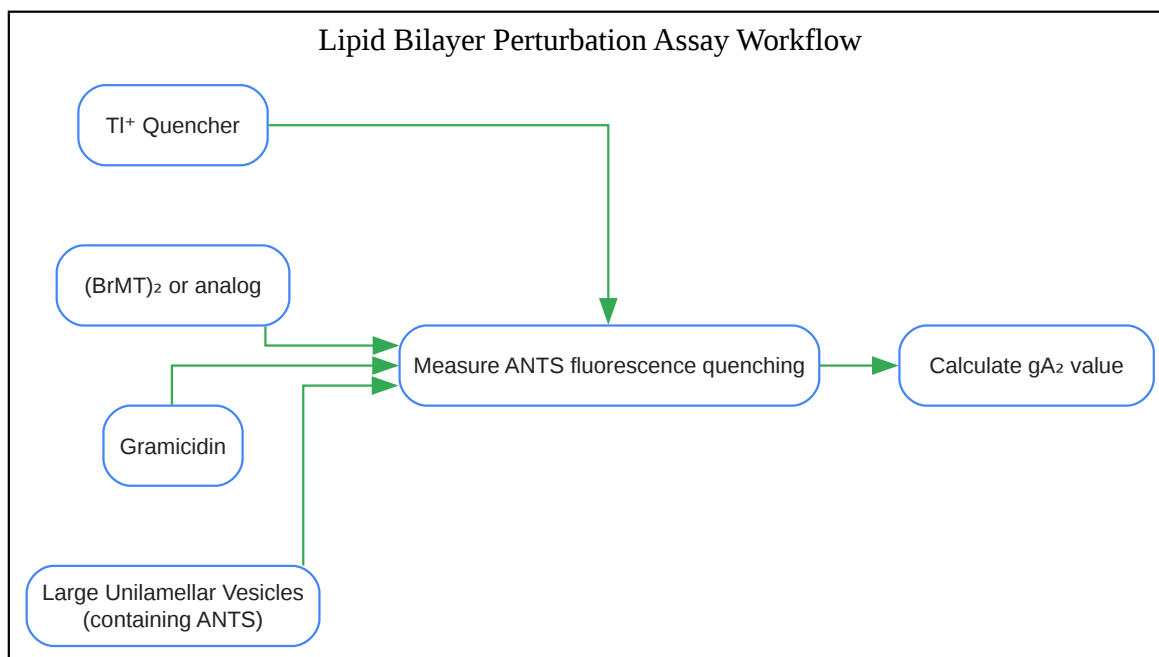 Lipid Bilayer Perturbation Assay Workflow
Tl⁺ Quencher
(BrMT)₂ or analog
Measure ANTS fluorescence quenching
Calculate gA₂ value
Gramicidin
Large Unilamellar Vesicles
(containing ANTS)